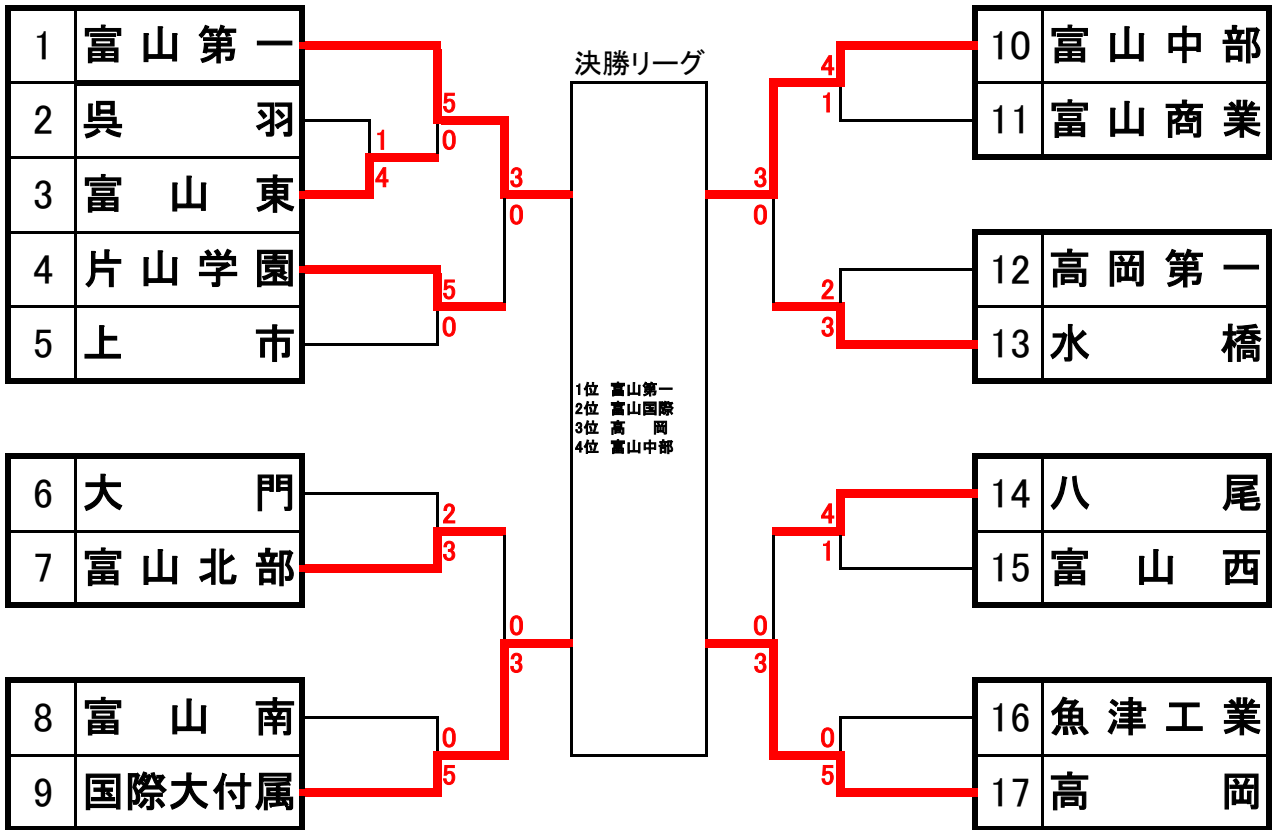 1 富山第一
2 呉羽
3 富山東
4 片山学園
5 上市
5
0
1
4
3
0
5
0
6 大門
7 富山北部
8 富山南
9 国際大付属
2
3
0
3
0
5
決勝リーグ
1位 富山第一
2位 富山国際
3位 高岡
4位 富山中部
10 富山中部
11 富山商業
12 高岡第一
13 水橋
4
1
3
0
2
3
14 八尾
15 富山西
16 魚津工業
17 高岡
4
1
0
3
0
5